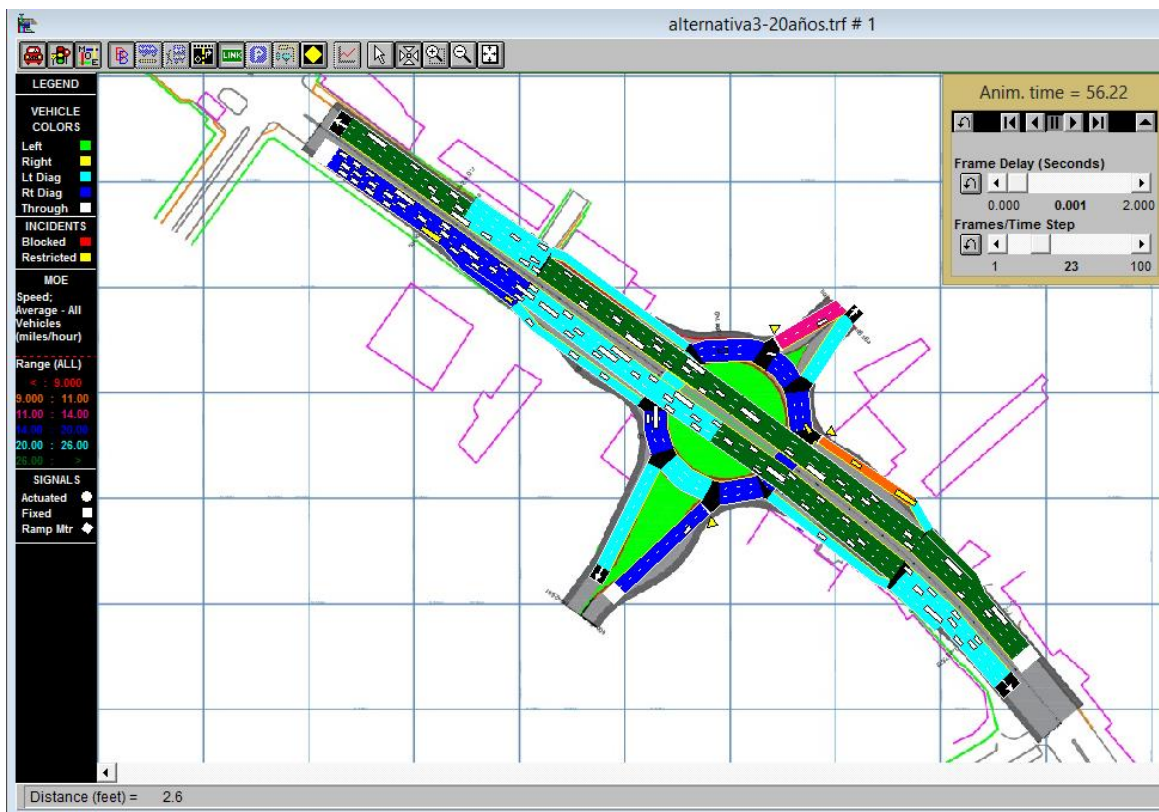 alternativa3-20años.trf # 1
LINK
LEGEND
VEHICLE
COLORS
Left
Right
Lt Diag
Rt Diag
Through
INCIDENTS
Blocked
Restricted
MOE
Speed;
Average - All
Vehicles
(miles/hour)
Range (ALL)
< : 9.000
9.000 : 11.00
11.00 : 14.00
14.00 : 20.00
20.00 : 26.00
26.00 : >
SIGNALS
Actuated
Fixed
Ramp Mtr
Anim. time = 56.22
Frame Delay (Seconds)
0.000 0.001 2.000
Frames/Time Step
1 23 100
Distance (feet) = 2.6